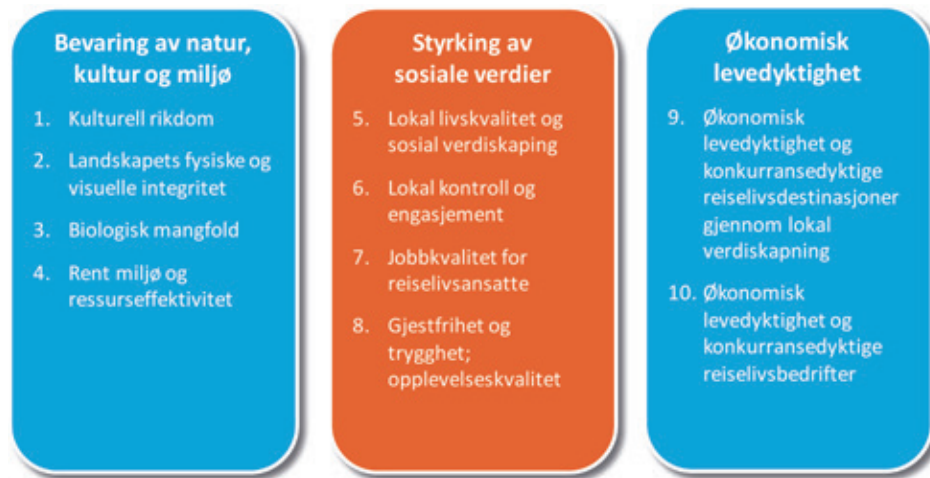 Bevaring av natur,
kultur og miljø
1. Kulturell rikdom
2. Landskapets fysiske og
visuelle integritet
3. Biologisk mangfold
4. Rent miljø og
ressurseffektivitet
Styrking av
sosiale verdier
5. Lokal livskvalitet og
sosial verdiskaping
6. Lokal kontroll og
engasjement
7. Jobbkvalitet for
reiselivsansatte
8. Gjestfrihet og
trygghet;
opplevelseskvalitet
Økonomisk
levedyktighet
9. Økonomisk
levedyktighet og
konkurransedyktige
reiselivsdestinasjoner
gjennom lokal
verdiskapning
10. Økonomisk
levedyktighet og
konkurransedyktige
reiselivsbedrifter